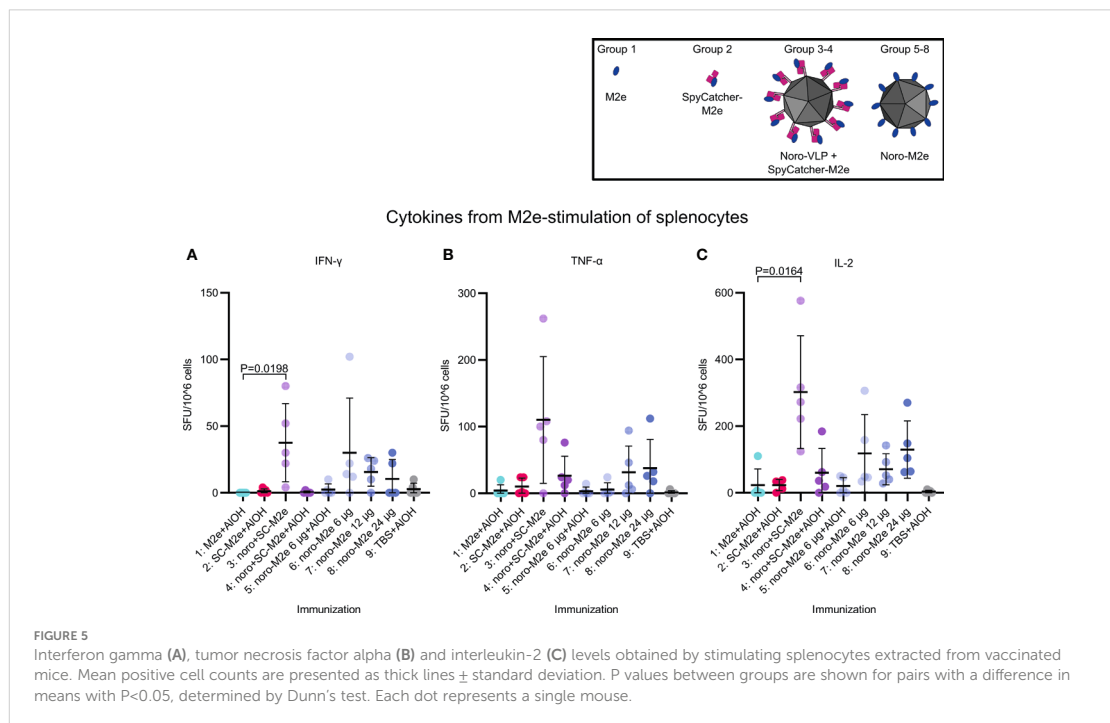 Group 1
Group 2
Group 3-4
Group 5-8
M2e
SpyCatcher-
M2e
Noro-VLP +
SpyCatcher-M2e
Noro-M2e
Cytokines from M2e-stimulation of splenocytes
A
IFN-γ
SFU/10^6 cells
150
100
50
0
P=0.0198
1: M2e+AlOH
2: SC-M2e+AlOH
3: noro+SC-M2e
4: noro+SC-M2e+AlOH
5: noro-M2e 6 µg+AlOH
6: noro-M2e 6 µg
7: noro-M2e 12 µg
8: noro-M2e 24 µg
9: TBS+AlOH
Immunization
B
TNF-α
SFU/10^6 cells
300
200
100
0
1: M2e+AlOH
2: SC-M2e+AlOH
3: noro+SC-M2e
4: noro+SC-M2e+AlOH
5: noro-M2e 6 µg+AlOH
6: noro-M2e 6 µg
7: noro-M2e 12 µg
8: noro-M2e 24 µg
9: TBS+AlOH
Immunization
C
IL-2
P=0.0164
SFU/10^6 cells
600
400
200
0
1: M2e+AlOH
2: SC-M2e+AlOH
3: noro+SC-M2e
4: noro+SC-M2e+AlOH
5: noro-M2e 6 µg+AlOH
6: noro-M2e 6 µg
7: noro-M2e 12 µg
8: noro-M2e 24 µg
9: TBS+AlOH
Immunization
FIGURE 5
Interferon gamma (A), tumor necrosis factor alpha (B) and interleukin-2 (C) levels obtained by stimulating splenocytes extracted from vaccinated
mice. Mean positive cell counts are presented as thick lines ± standard deviation. P values between groups are shown for pairs with a difference in
means with P<0.05, determined by Dunn's test. Each dot represents a single mouse.